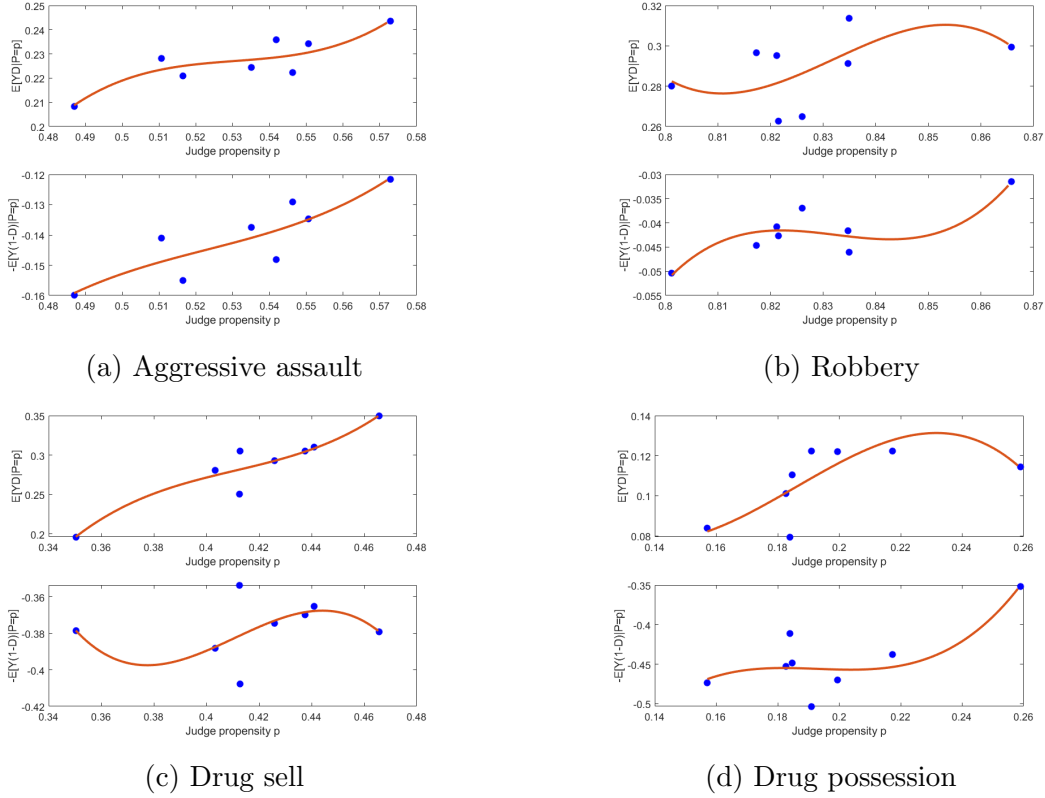 0.25
0.24
0.23
0.22
0.21
0.2
E[YD|P=p]
0.48 0.49 0.5 0.51 0.52 0.53 0.54 0.55 0.56 0.57 0.58
Judge propensity p
-0.12
-0.13
-0.14
-0.15
-0.16
-E[Y(1-D)|P=p]
0.48 0.49 0.5 0.51 0.52 0.53 0.54 0.55 0.56 0.57 0.58
Judge propensity p
(a) Aggressive assault
0.32
0.3
0.28
0.26
E[YD|P=p]
0.8 0.81 0.82 0.83 0.84 0.85 0.86 0.87
Judge propensity p
-0.03
-0.035
-0.04
-0.045
-0.05
-0.055
-E[Y(1-D)|P=p]
0.8 0.81 0.82 0.83 0.84 0.85 0.86 0.87
Judge propensity p
(b) Robbery
0.35
0.3
0.25
0.2
E[YD|P=p]
0.34 0.36 0.38 0.4 0.42 0.44 0.46 0.48
Judge propensity p
-0.36
-0.38
-0.4
-0.42
-E[Y(1-D)|P=p]
0.34 0.36 0.38 0.4 0.42 0.44 0.46 0.48
Judge propensity p
(c) Drug sell
0.14
0.12
0.1
0.08
E[YD|P=p]
0.14 0.16 0.18 0.2 0.22 0.24 0.26
Judge propensity p
-0.35
-0.4
-0.45
-0.5
-E[Y(1-D)|P=p]
0.14 0.16 0.18 0.2 0.22 0.24 0.26
Judge propensity p
(d) Drug possession